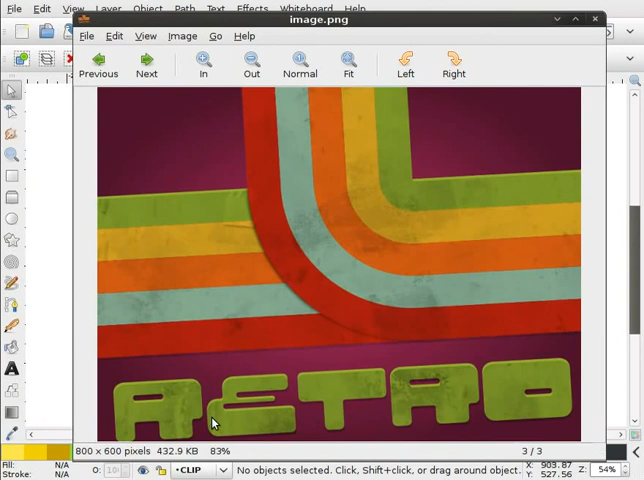 File Edit View Layer Object Path Text Effects Whiteboard Help
image.png
File Edit View Image Go Help
Previous Next In Out Normal Fit Left Right
RETRO
800 x 600 pixels 432.9 KB 83% 3 / 3
Fill: N/A
Stroke: N/A
O: 10
•CLIP
No objects selected. Click, Shift+click, or drag around object.
X: 903.87
Y: 527.56
Z: 54%